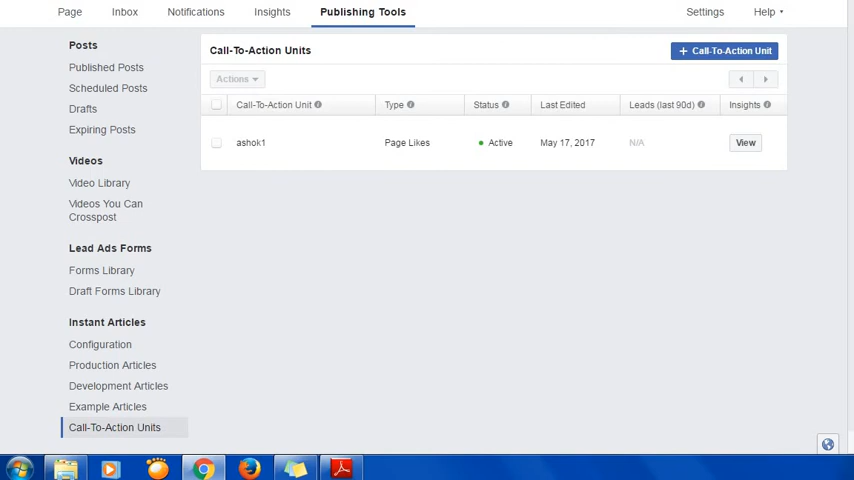 Page Inbox Notifications Insights Publishing Tools Settings Help
Posts
Published Posts
Scheduled Posts
Drafts
Expiring Posts
Videos
Video Library
Videos You Can
Crosspost
Lead Ads Forms
Forms Library
Draft Forms Library
Instant Articles
Configuration
Production Articles
Development Articles
Example Articles
Call-To-Action Units
Call-To-Action Units + Call-To-Action Unit
Actions
Call-To-Action Unit Type Status Last Edited Leads (last 90d) Insights
ashok1 Page Likes Active May 17, 2017 N/A View